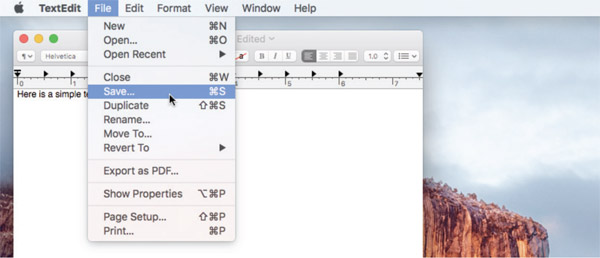 TextEdit File Edit Format View Window Help
Edited
Helvetica a 1.0
0 1 5 6 7
Here is a simple
New ⌘N
Open... ⌘O
Open Recent ▶
Close ⌘W
Save... ⌘S
Duplicate ⇧⌘S
Rename...
Move To...
Revert To ▶
Export as PDF...
Show Properties ⌥⌘P
Page Setup... ⇧⌘P
Print... ⌘P